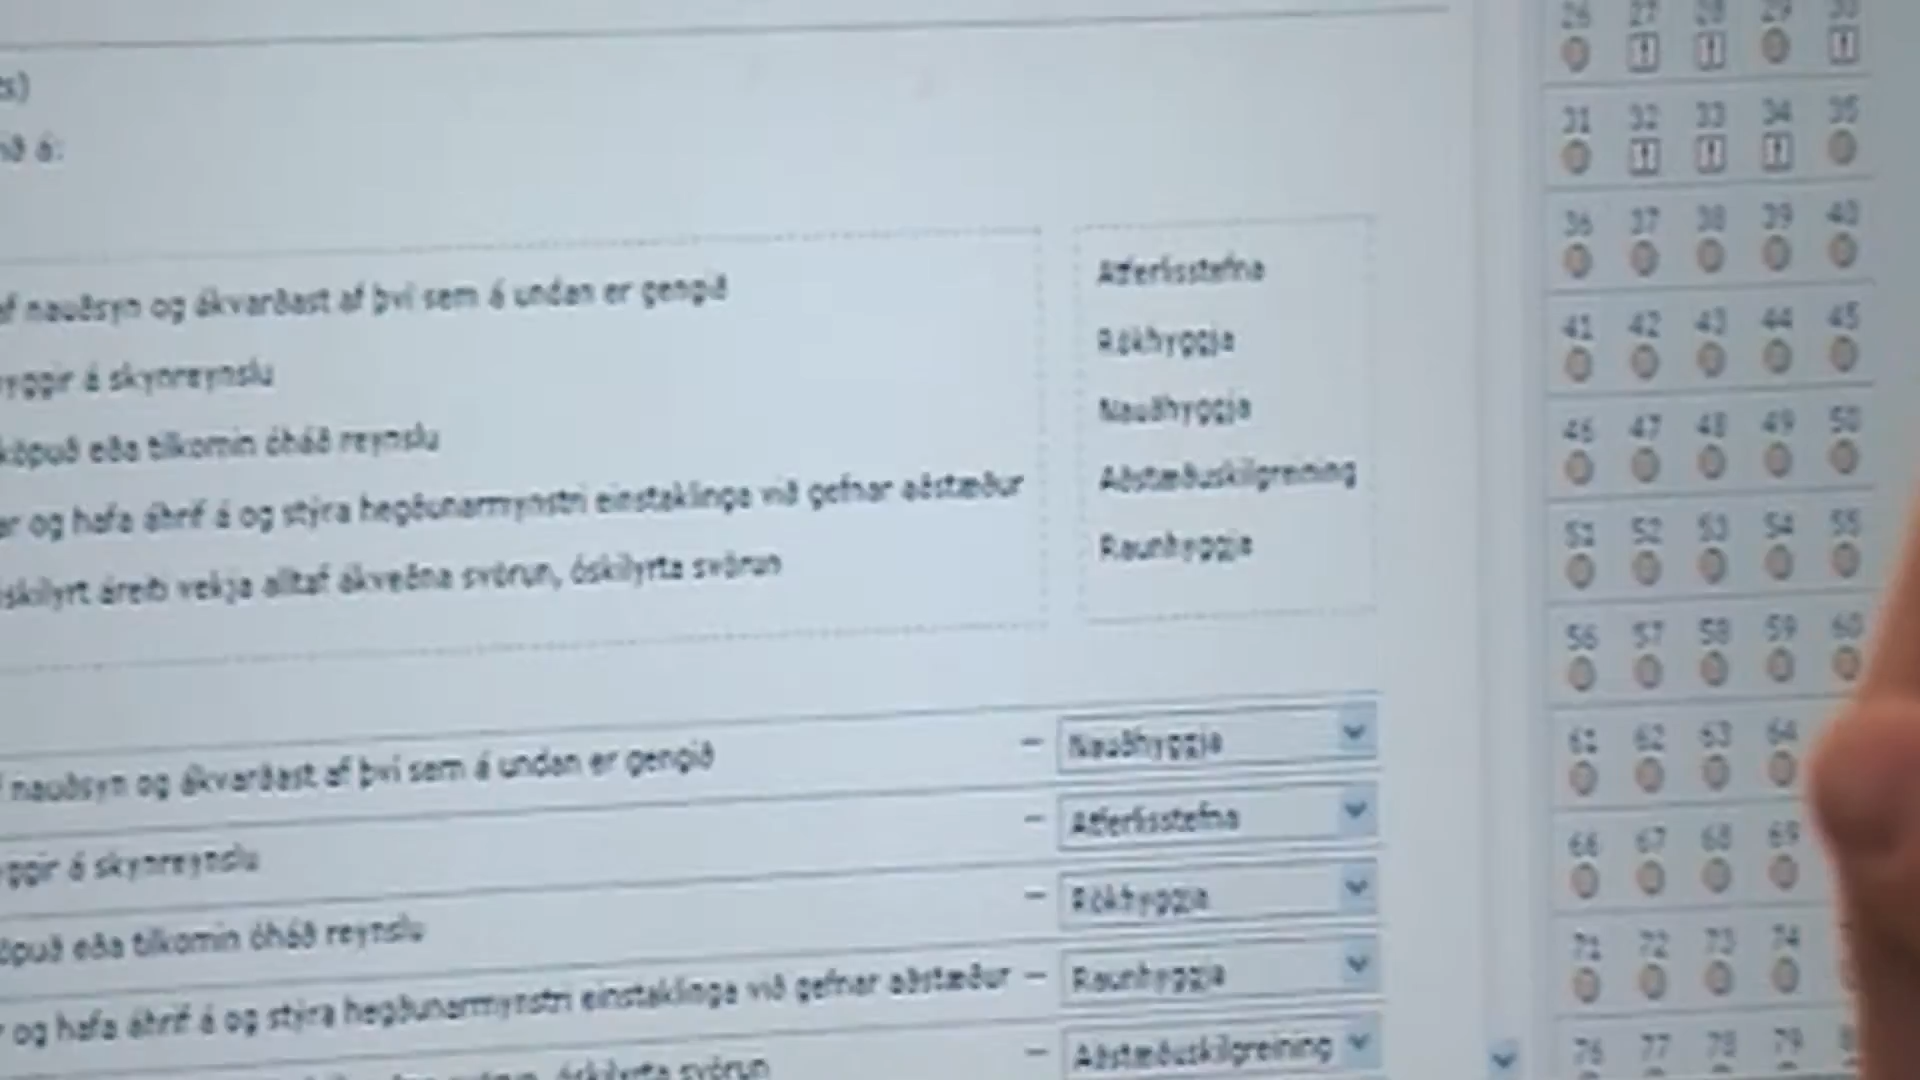 s)
ið á:
af nauðsyn og ákvarðast af því sem á undan er gengið
yggir á skynreynslu
köpuð eða tilkomin óháð reynslu
ar og hafa áhrif á og stýra hegðunarmynstri einstaklinga við gefnar aðstæður
skilyrt áreiti vekja alltaf ákveðna svörun, óskilyrta svörun
Atferlisstefna
Rökhyggja
Nauðhyggja
Aðstæðuskilgreining
Raunhyggja
f nauðsyn og ákvarðast af því sem á undan er gengið – Nauðhyggja
ggir á skynreynslu – Atferlisstefna
öpuð eða tilkomin óháð reynslu – Rökhyggja
r og hafa áhrif á og stýra hegðunarmynstri einstaklinga við gefnar aðstæður – Raunhyggja
óskilyrta svörun – Aðstæðuskilgreining
26 27 28 29 30
31 32 33 34 35
36 37 38 39 40
41 42 43 44 45
46 47 48 49 50
51 52 53 54 55
56 57 58 59 60
61 62 63 64
66 67 68 69
71 72 73 74
76 77 78 79